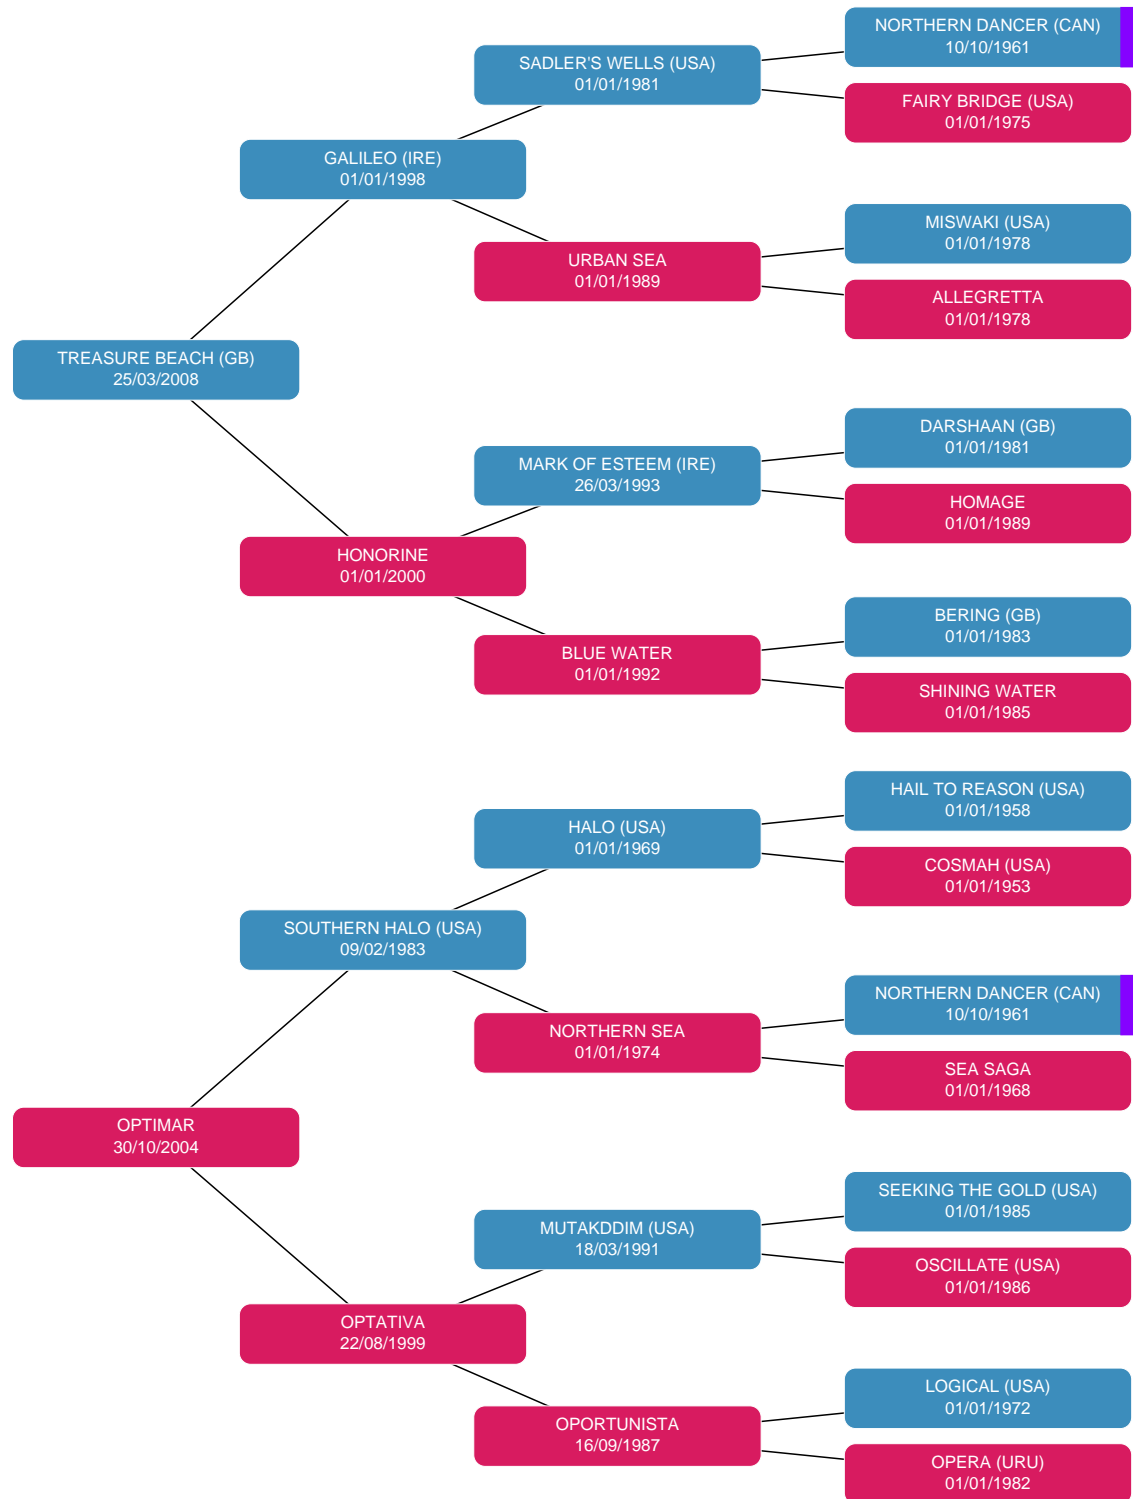 NORTHERN DANCER (CAN)
10/10/1961
SADLER'S WELLS (USA)
01/01/1981
FAIRY BRIDGE (USA)
01/01/1975
GALILEO (IRE)
01/01/1998
MISWAKI (USA)
01/01/1978
URBAN SEA
01/01/1989
ALLEGRETTA
01/01/1978
TREASURE BEACH (GB)
25/03/2008
DARSHAAN (GB)
01/01/1981
MARK OF ESTEEM (IRE)
26/03/1993
HOMAGE
01/01/1989
HONORINE
01/01/2000
BERING (GB)
01/01/1983
BLUE WATER
01/01/1992
SHINING WATER
01/01/1985
HAIL TO REASON (USA)
01/01/1958
HALO (USA)
01/01/1969
COSMAH (USA)
01/01/1953
SOUTHERN HALO (USA)
09/02/1983
NORTHERN DANCER (CAN)
10/10/1961
NORTHERN SEA
01/01/1974
SEA SAGA
01/01/1968
OPTIMAR
30/10/2004
SEEKING THE GOLD (USA)
01/01/1985
MUTAKDDIM (USA)
18/03/1991
OSCILLATE (USA)
01/01/1986
OPTATIVA
22/08/1999
LOGICAL (USA)
01/01/1972
OPORTUNISTA
16/09/1987
OPERA (URU)
01/01/1982